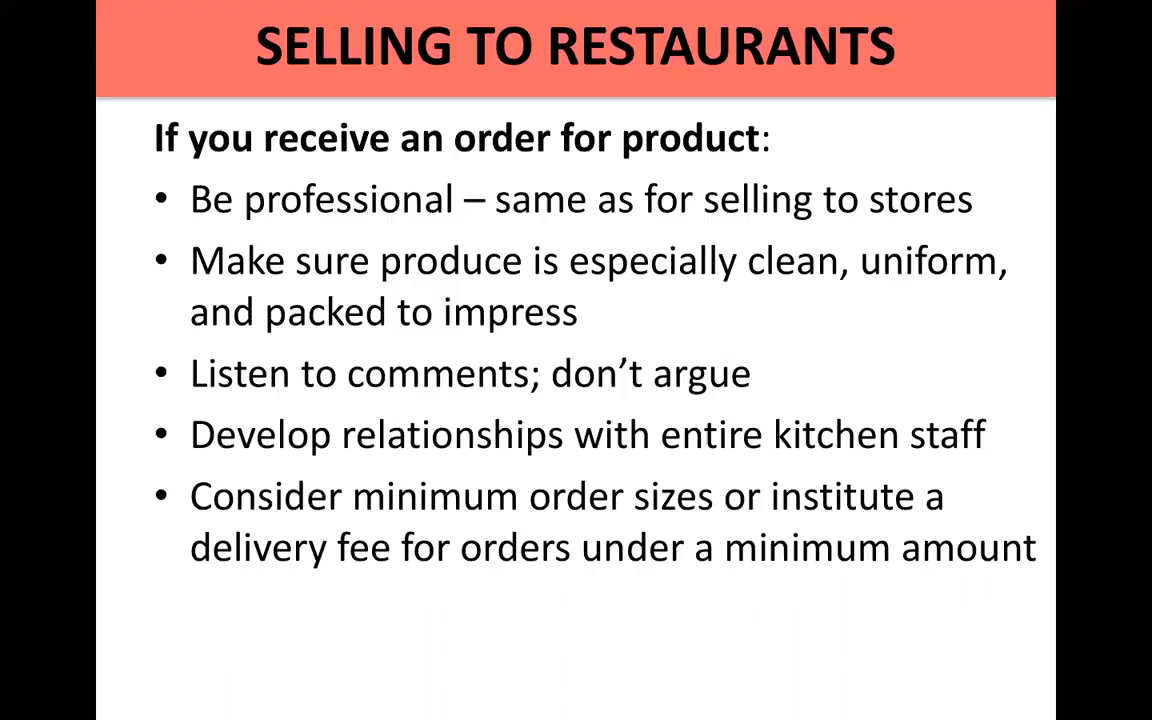 SELLING TO RESTAURANTS
If you receive an order for product:
• Be professional – same as for selling to stores
• Make sure produce is especially clean, uniform,
and packed to impress
• Listen to comments; don’t argue
• Develop relationships with entire kitchen staff
• Consider minimum order sizes or institute a
delivery fee for orders under a minimum amount